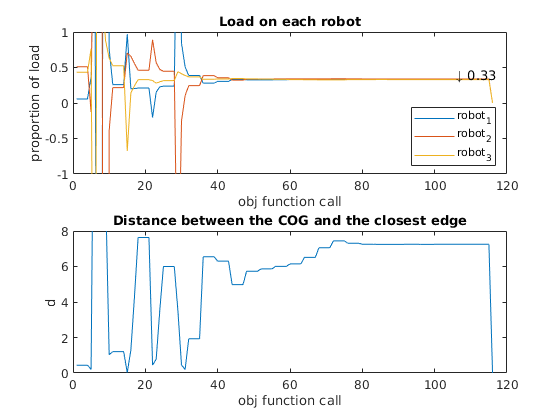 Load on each robot
1
0.5
0
-0.5
-1
proportion of load
↓ 0.33
robot₁
robot₂
robot₃
0 20 40 60 80 100 120
obj function call
Distance between the COG and the closest edge
8
6
4
2
0
d
0 20 40 60 80 100 120
obj function call